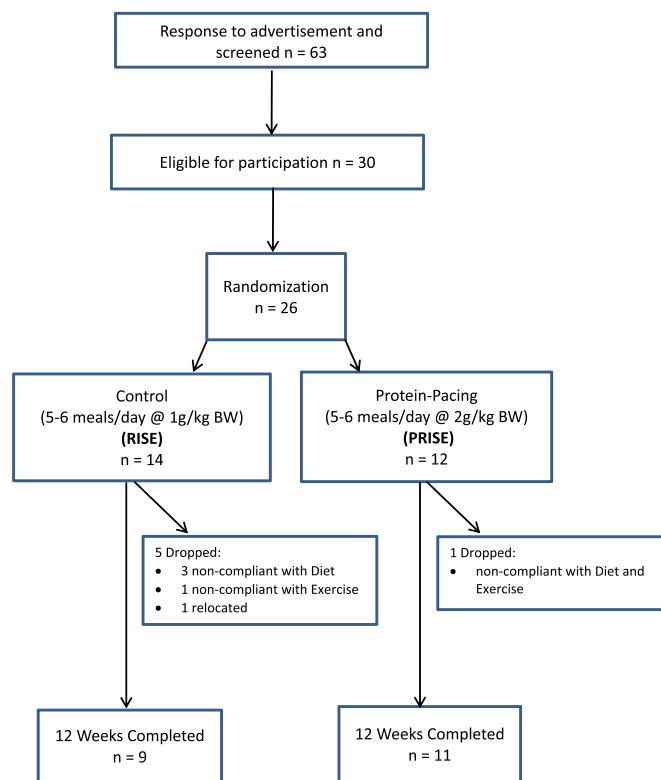 Response to advertisement and
screened n = 63
Eligible for participation n = 30
Randomization
n = 26
Control
(5-6 meals/day @ 1g/kg BW)
(RISE)
n = 14
Protein-Pacing
(5-6 meals/day @ 2g/kg BW)
(PRISE)
n = 12
5 Dropped:
• 3 non-compliant with Diet
• 1 non-compliant with Exercise
• 1 relocated
1 Dropped:
• non-compliant with Diet and
Exercise
12 Weeks Completed
n = 9
12 Weeks Completed
n = 11